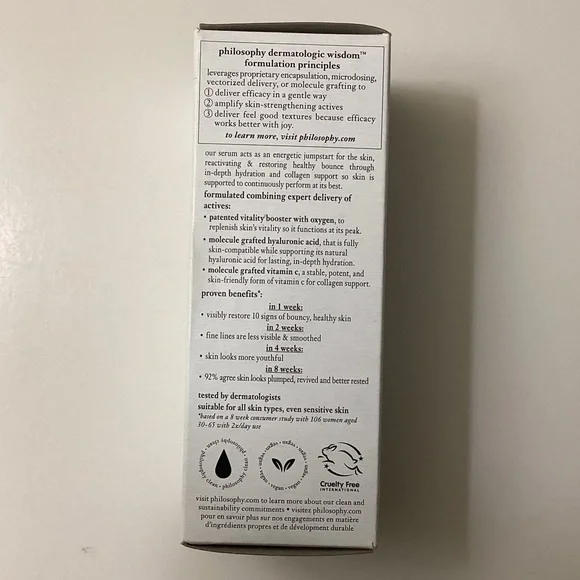 philosophy dermatologic wisdom™
formulation principles
leverages proprietary encapsulation, microdosing,
vectorized delivery, or molecule grafting to
① deliver efficacy in a gentle way
② amplify skin-strengthening actives
③ deliver feel good textures because efficacy
works better with joy.
to learn more, visit philosophy.com
our serum acts as an energetic jumpstart for the skin,
reactivating & restoring healthy bounce through
in-depth hydration and collagen support so skin is
supported to continuously perform at its best.
formulated combining expert delivery of
actives:
• patented vitality booster with oxygen, to
replenish skin's vitality so it functions at its peak.
• molecule grafted hyaluronic acid, that is fully
skin-compatible while supporting its natural
hyaluronic acid for lasting, in-depth hydration.
• molecule grafted vitamin c, a stable, potent, and
skin-friendly form of vitamin c for collagen support.
proven benefits*:
in 1 week:
• visibly restore 10 signs of bouncy, healthy skin
in 2 weeks:
• fine lines are less visible & smoothed
in 4 weeks:
• skin looks more youthful
in 8 weeks:
• 92% agree skin looks plumped, revived and better rested
tested by dermatologists
suitable for all skin types, even sensitive skin
*based on a 8 week consumer study with 106 women aged
30-65 with 2x/day use
philosophy clean • philosophy clean •
vegan • vegan • vegan • vegan •
Cruelty Free
INTERNATIONAL
visit philosophy.com to learn more about our clean and
sustainability commitments • visitez philosophy.com
pour en savoir plus sur nos engagements en matière
d'ingrédients propres et de développement durable